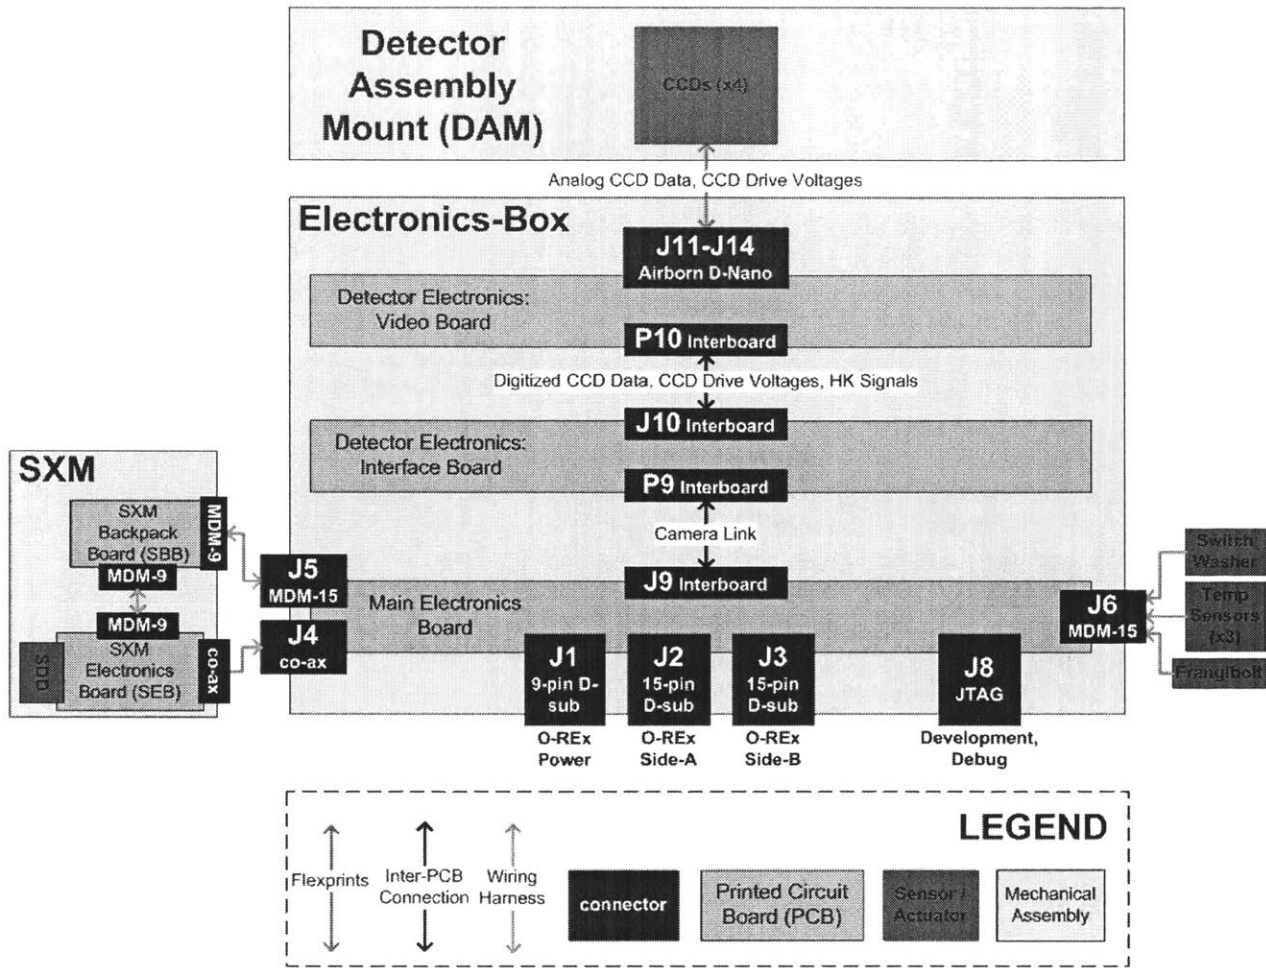 Detector
Assembly
Mount (DAM)
CCDs (x4)
Analog CCD Data, CCD Drive Voltages
Electronics-Box
J11-J14
Airborn D-Nano
Detector Electronics:
Video Board
P10 Interboard
Digitized CCD Data, CCD Drive Voltages, HK Signals
J10 Interboard
Detector Electronics:
Interface Board
P9 Interboard
Camera Link
J9 Interboard
Main Electronics
Board
SXM
SXM
Backpack
Board (SBB)
MDM-9
MDM-9
MDM-9
SXM
Electronics
Board (SEB)
SDD
co-ax
J5
MDM-15
J4
co-ax
J6
MDM-15
Switch
Washer
Temp
Sensors
(x3)
Frangibolt
J1
9-pin D-
sub
J2
15-pin
D-sub
J3
15-pin
D-sub
J8
JTAG
O-REx
Power
O-REx
Side-A
O-REx
Side-B
Development,
Debug
LEGEND
Flexprints
Inter-PCB
Connection
Wiring
Harness
connector
Printed Circuit
Board (PCB)
Sensor /
Actuator
Mechanical
Assembly